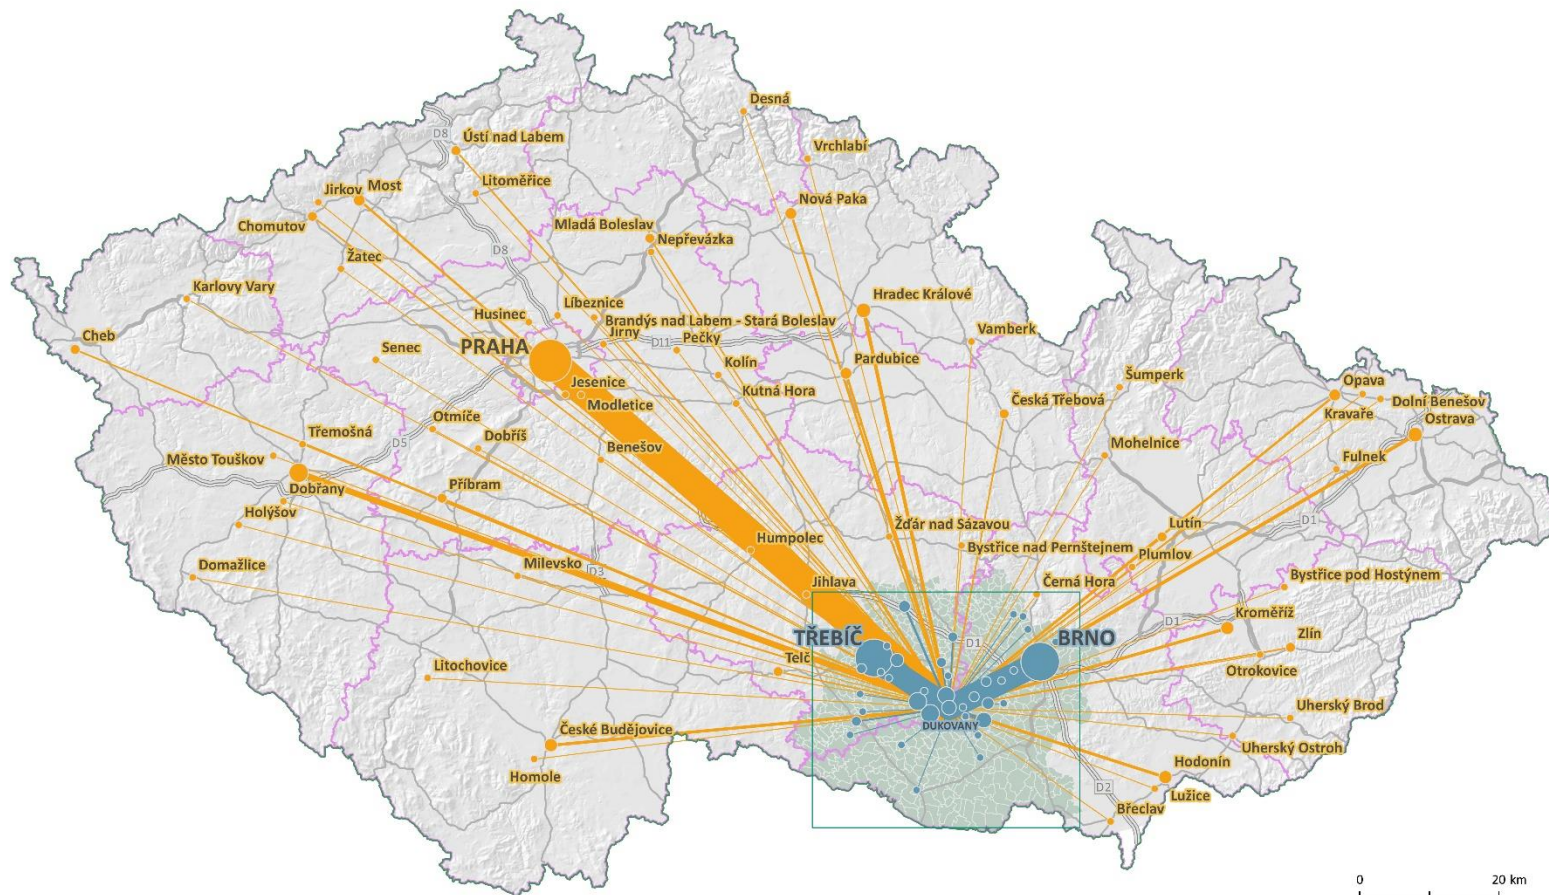 Desná
D8
Ústí nad Labem
Vrchlabí
Jirkov
Most
Litoměřice
Chomutov
Nová Paka
Mladá Boleslav
Nepřevázka
D8
Žatec
Karlovy Vary
Hradec Králové
Líbeznice
Husinec
Brandýs nad Labem - Stará Boleslav
Vamberk
Cheb
PRAHA
Jirny
D11
Pečky
Senec
Kolín
Pardubice
Šumperk
Opava
Jesenice
Kutná Hora
Česká Třebová
Dolní Benešov
Modletice
Kravaře
Ostrava
Otmíče
Třemošná
D5
Dobříš
Benešov
Mohelnice
Město Touškov
Fulnek
Dobřany
Příbram
Holýšov
Žďár nad Sázavou
Lutín
D1
Humpolec
Bystřice nad Pernštejnem
Plumlov
Domažlice
Milevsko
D3
Černá Hora
Bystřice pod Hostýnem
Jihlava
Kroměříž
D1
TŘEBÍČ
D1
BRNO
Zlín
Litochovice
Telč
Otrokovice
Uherský Brod
DUKOVANY
České Budějovice
Uherský Ostroh
Homole
Hodonín
D2
Lužice
Břeclav
0
20 km